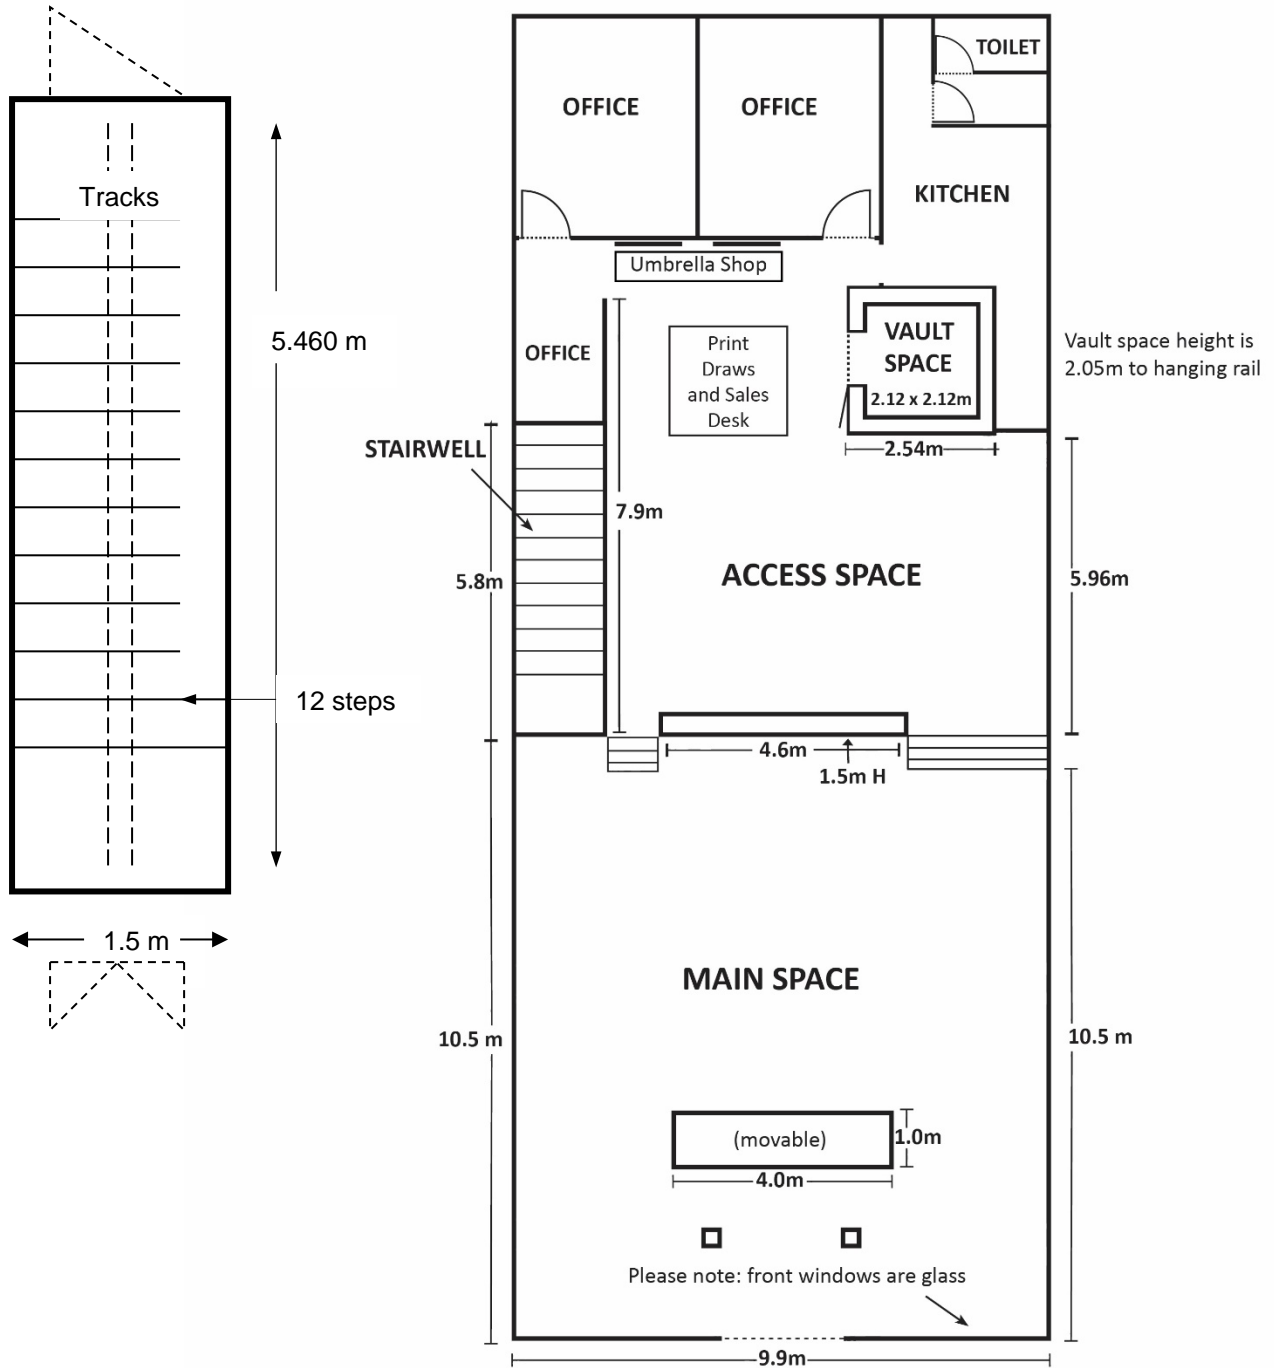 TOILET
OFFICE
OFFICE
Tracks
KITCHEN
Umbrella Shop
5.460 m
OFFICE
Print
Draws
and Sales
Desk
VAULT
SPACE
2.12 x 2.12m
Vault space height is
2.05m to hanging rail
STAIRWELL
2.54m
7.9m
5.8m
ACCESS SPACE
5.96m
12 steps
4.6m
1.5m H
1.5 m
MAIN SPACE
10.5 m
10.5 m
(movable)
1.0m
4.0m
Please note: front windows are glass
9.9m